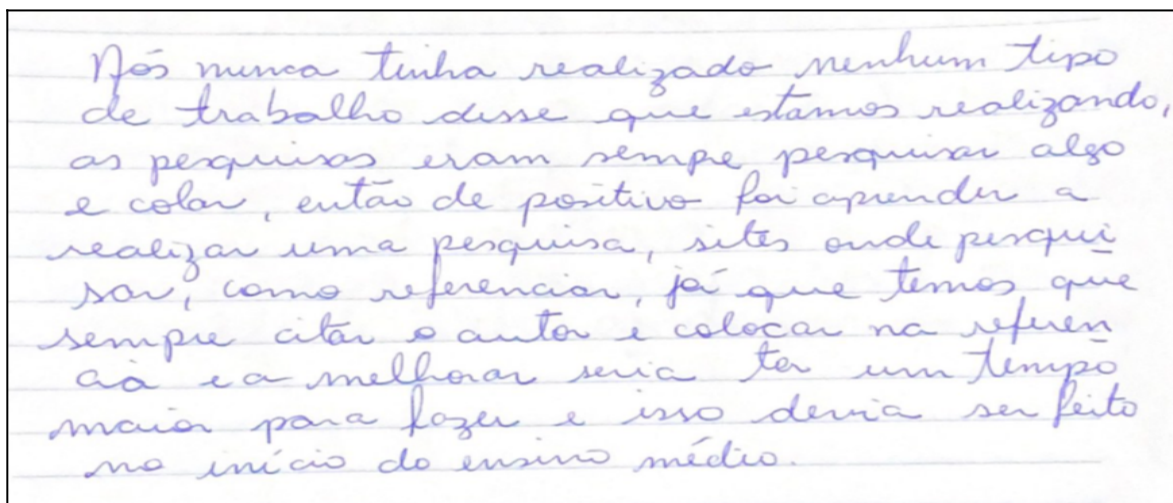 Nós nunca tinha realizado nenhum tipo
de trabalho desse que estamos realizando,
as pesquisas eram sempe pesquisar algo
e colar, então de positivo foi aprender a
realizar uma pesquisa, sites onde pesqui
sar, como referenciar, já que temos que
sempre citar o autor e colocar na referên
cia e a melhorar seria ter um tempo
maior para fazer e isso deveria ser feito
no início do ensino médio.